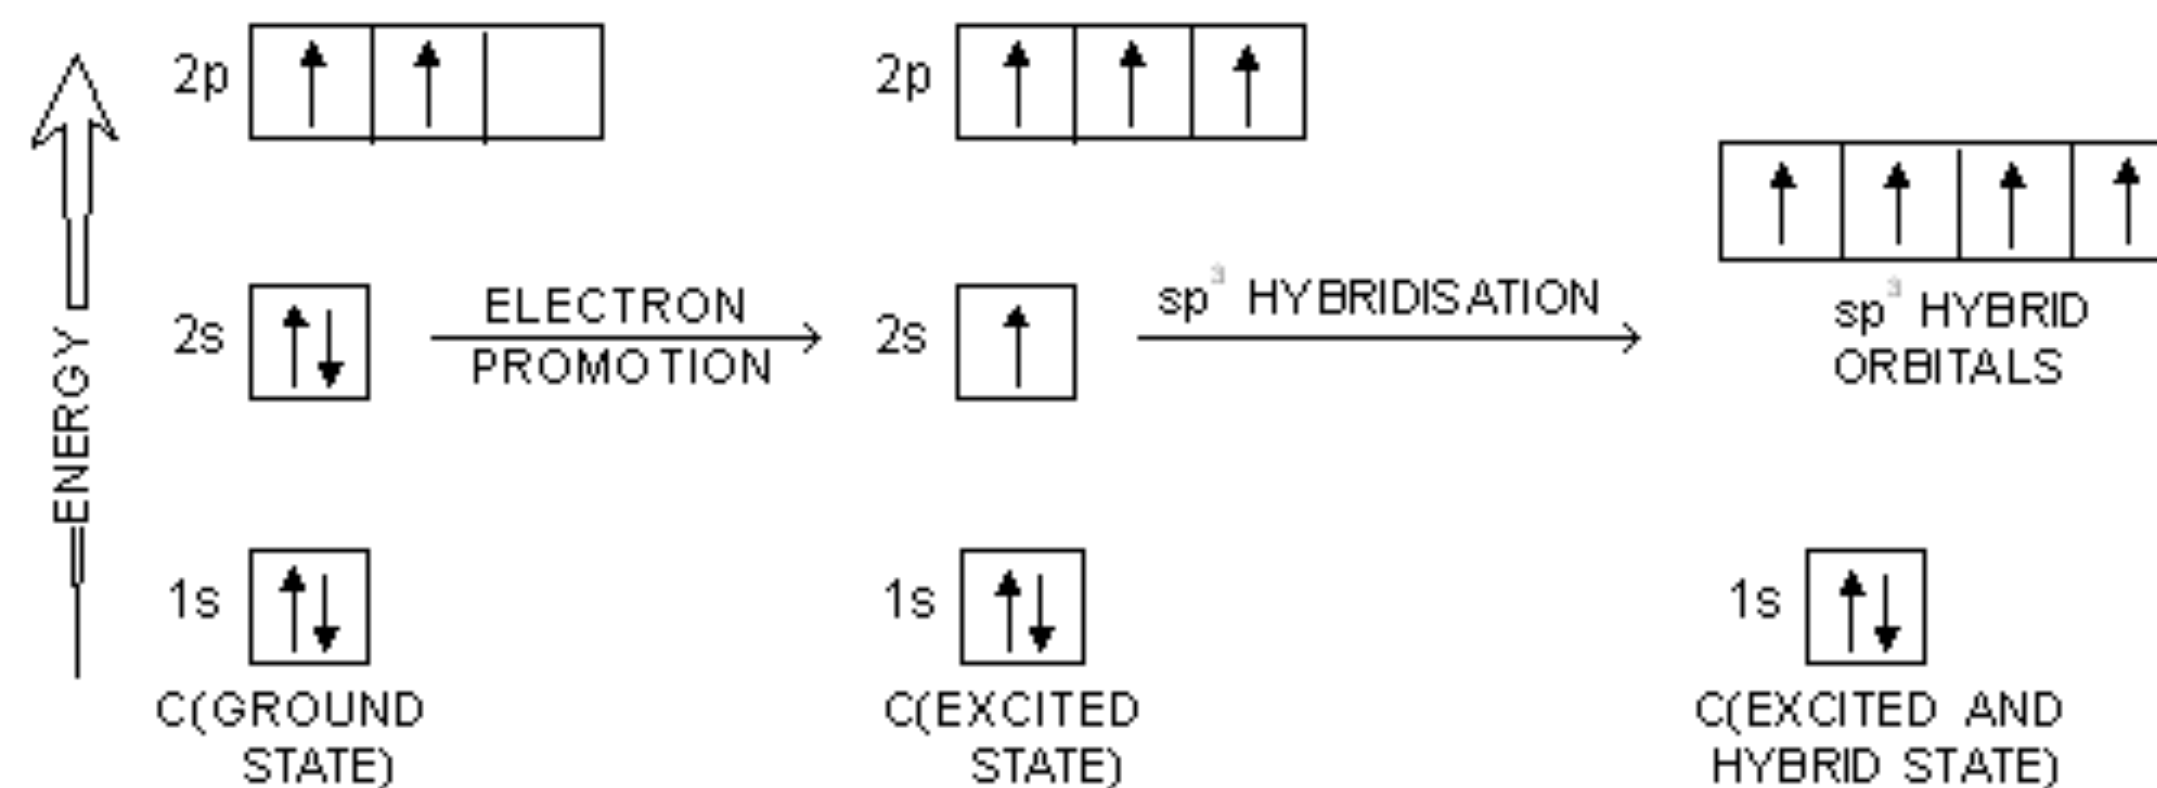 2p
2p
ENERGY
2s
ELECTRON
PROMOTION
2s
sp³ HYBRIDISATION
sp³ HYBRID
ORBITALS
1s
1s
1s
C(GROUND
STATE)
C(EXCITED
STATE)
C(EXCITED AND
HYBRID STATE)